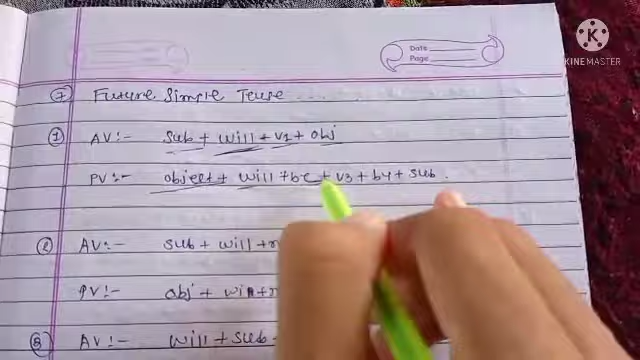 Date
Page
KINEMASTER
⑦ Future Simple Tense
① AV:- Sub + will + V1 + Obj
PV:- object + will + be + V3 + by + sub.
② AV:- sub + will +
PV:- obj + will +
③ AV:- will + sub